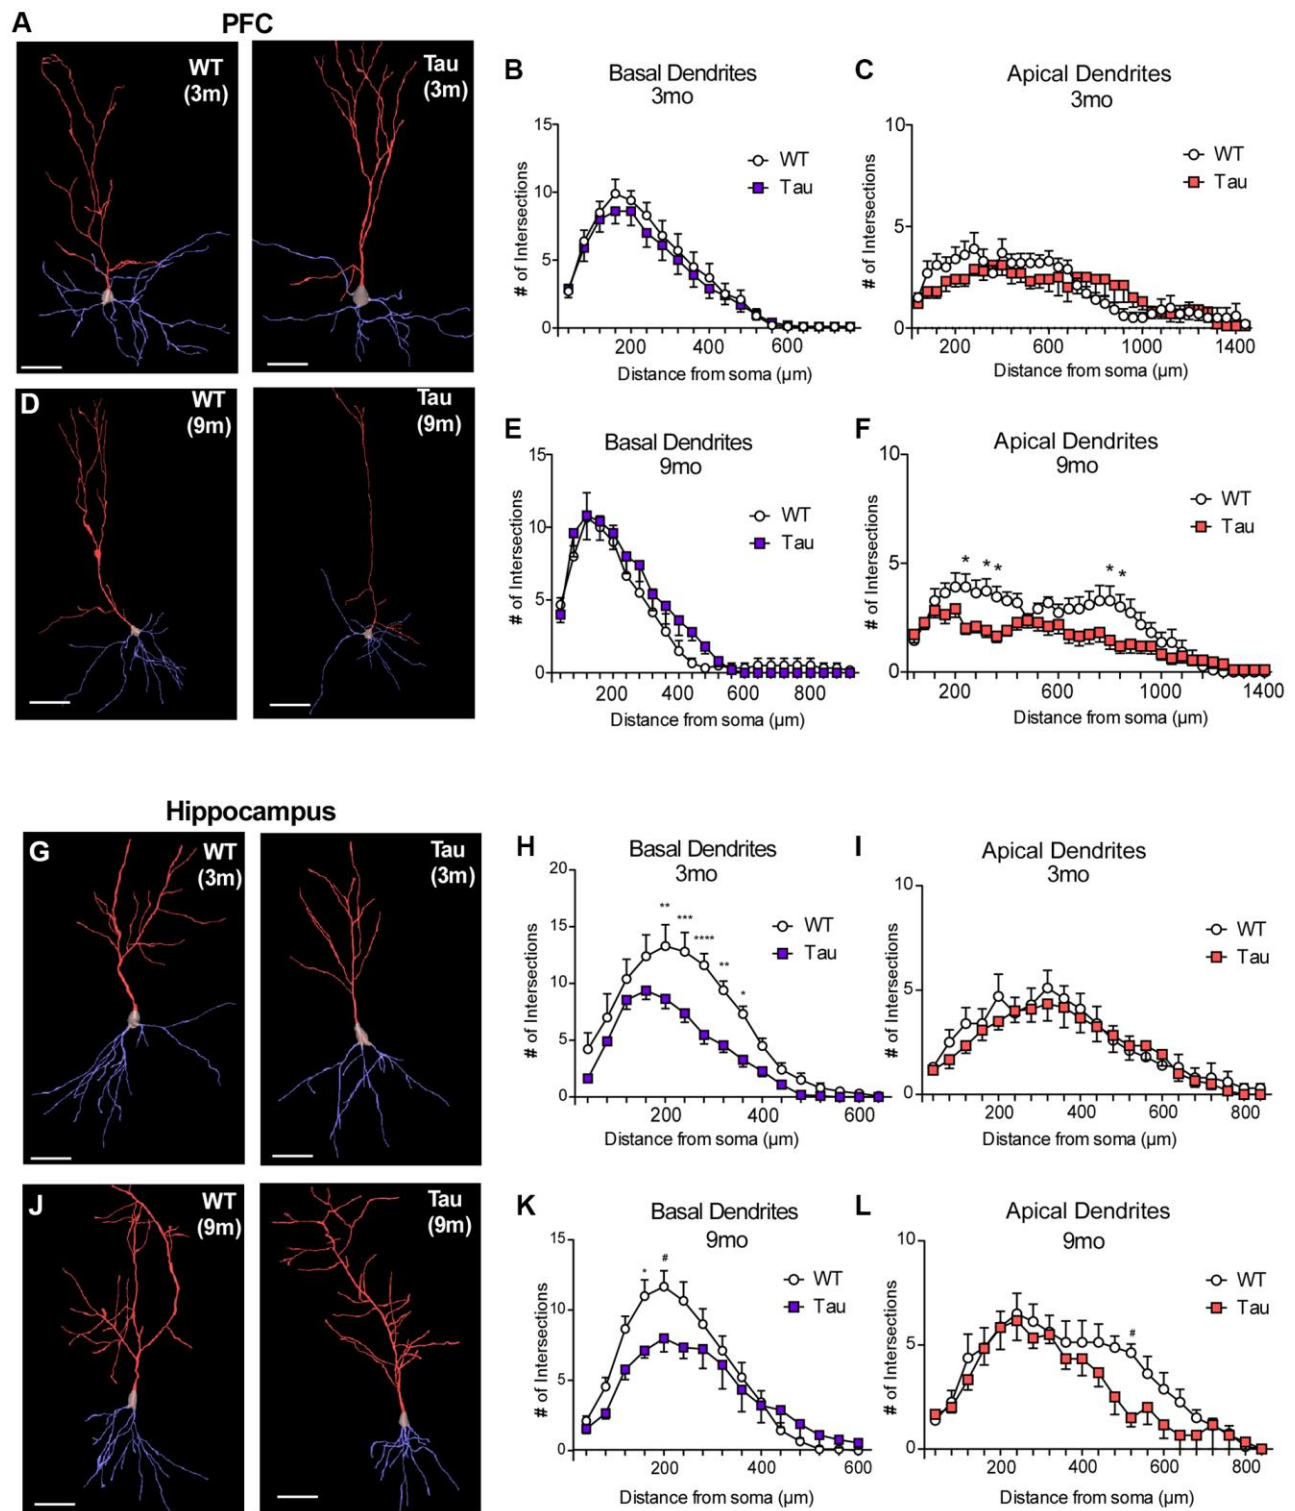 A
PFC
WT
(3m)
Tau
(3m)
B
Basal Dendrites
3mo
15
10
5
0
# of Intersections
WT
Tau
200
400
600
Distance from soma (µm)
C
Apical Dendrites
3mo
10
5
0
# of Intersections
WT
Tau
200
600
1000
1400
Distance from soma (µm)
D
WT
(9m)
Tau
(9m)
E
Basal Dendrites
9mo
15
10
5
0
# of Intersections
WT
Tau
200
400
600
800
Distance from soma (µm)
F
Apical Dendrites
9mo
10
5
0
# of Intersections
WT
Tau
* * * * *
200
600
1000
1400
Distance from soma (µm)
Hippocampus
G
WT
(3m)
Tau
(3m)
H
Basal Dendrites
3mo
20
15
10
5
0
# of Intersections
WT
Tau
**
***
****
**
*
200
400
600
Distance from soma (µm)
I
Apical Dendrites
3mo
10
5
0
# of Intersections
WT
Tau
200
400
600
800
Distance from soma (µm)
J
WT
(9m)
Tau
(9m)
K
Basal Dendrites
9mo
15
10
5
0
# of Intersections
WT
Tau
*
#
200
400
600
Distance from soma (µm)
L
Apical Dendrites
9mo
10
5
0
# of Intersections
WT
Tau
#
200
400
600
800
Distance from soma (µm)